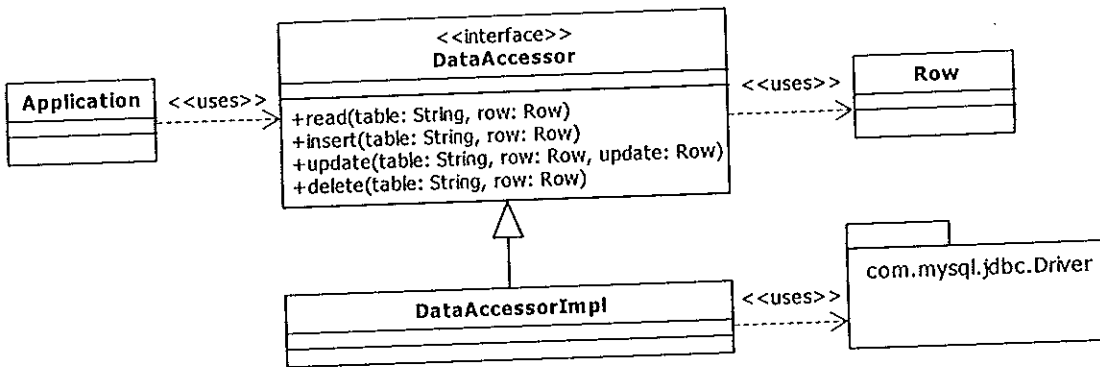 <<interface>>
DataAccessor
Application
<<uses>>
+read(table: String, row: Row)
+insert(table: String, row: Row)
+update(table: String, row: Row, update: Row)
+delete(table: String, row: Row)
<<uses>>
Row
DataAccessorImpl
<<uses>>
com.mysql.jdbc.Driver